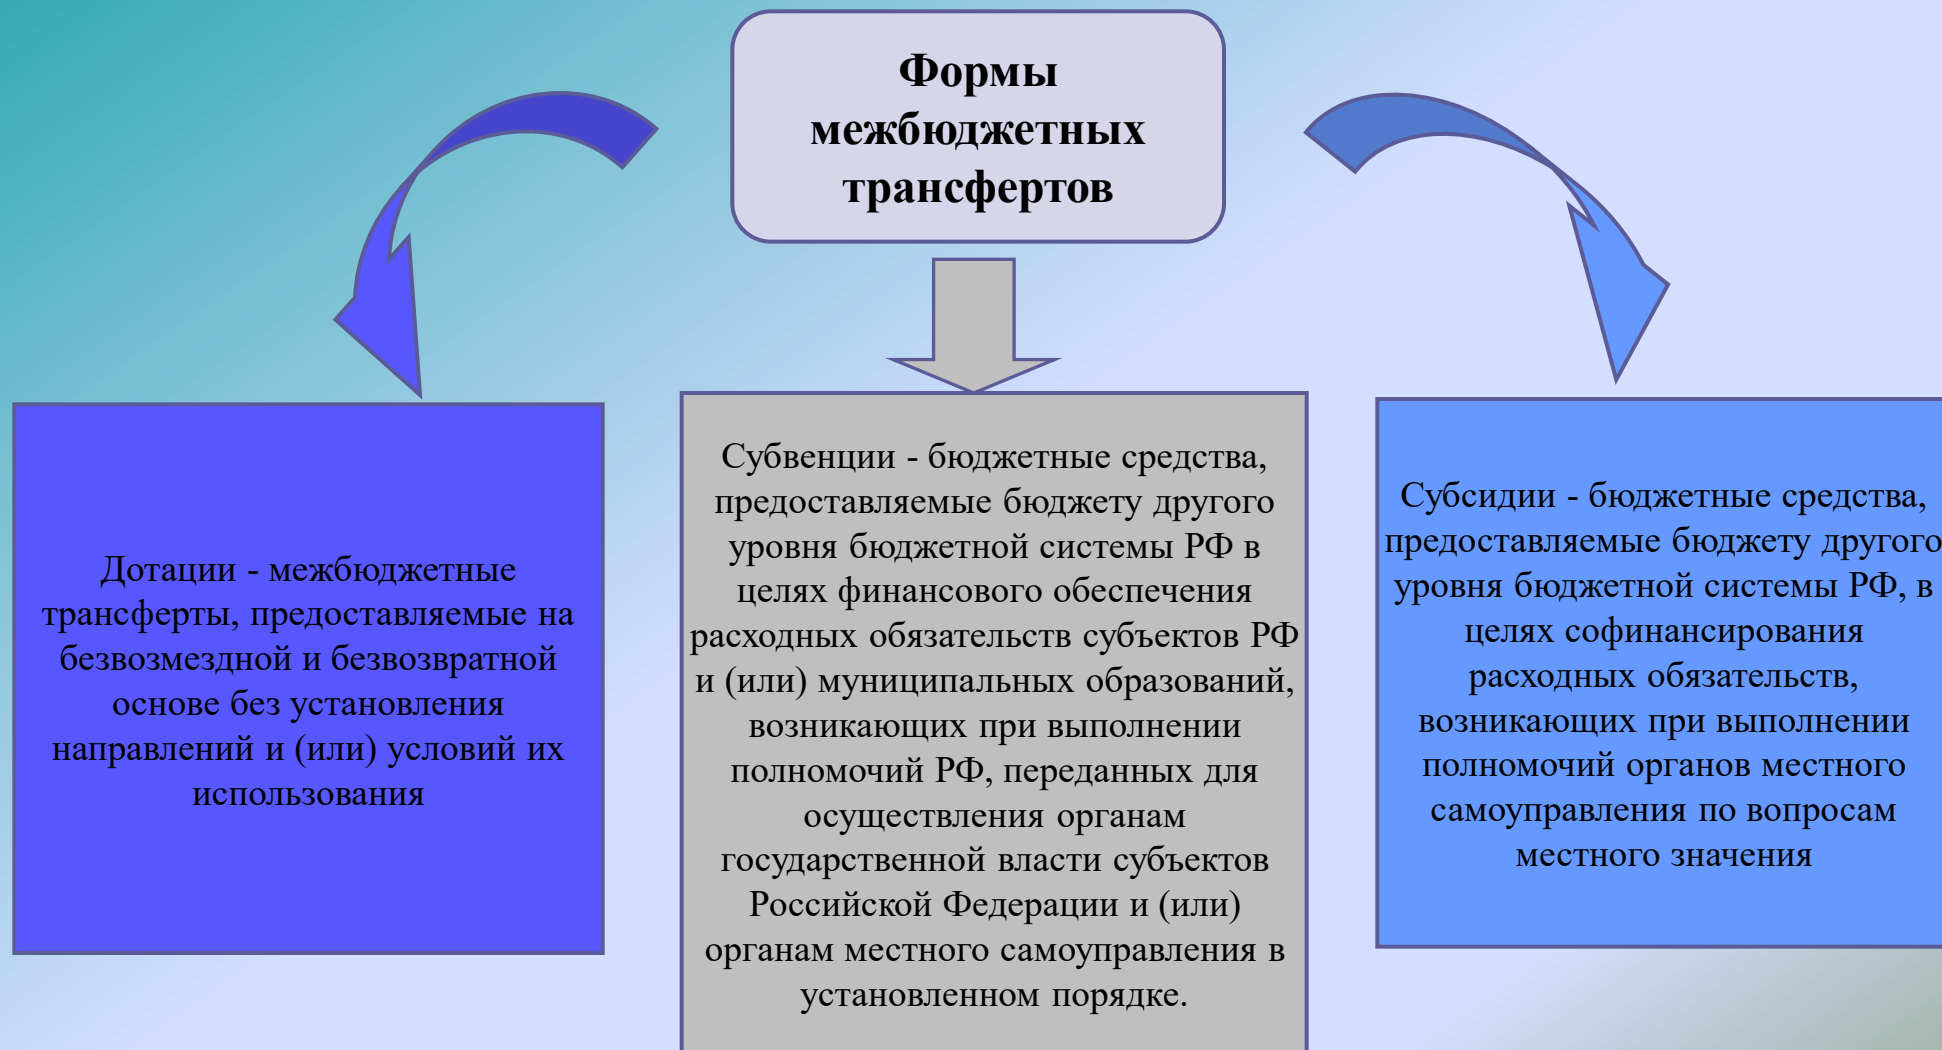 Формы
межбюджетных
трансфертов
Дотации - межбюджетные
трансферты, предоставляемые на
безвозмездной и безвозвратной
основе без установления
направлений и (или) условий их
использования
Субвенции - бюджетные средства,
предоставляемые бюджету другого
уровня бюджетной системы РФ в
целях финансового обеспечения
расходных обязательств субъектов РФ
и (или) муниципальных образований,
возникающих при выполнении
полномочий РФ, переданных для
осуществления органам
государственной власти субъектов
Российской Федерации и (или)
органам местного самоуправления в
установленном порядке.
Субсидии - бюджетные средства,
предоставляемые бюджету другого
уровня бюджетной системы РФ, в
целях софинансирования
расходных обязательств,
возникающих при выполнении
полномочий органов местного
самоуправления по вопросам
местного значения